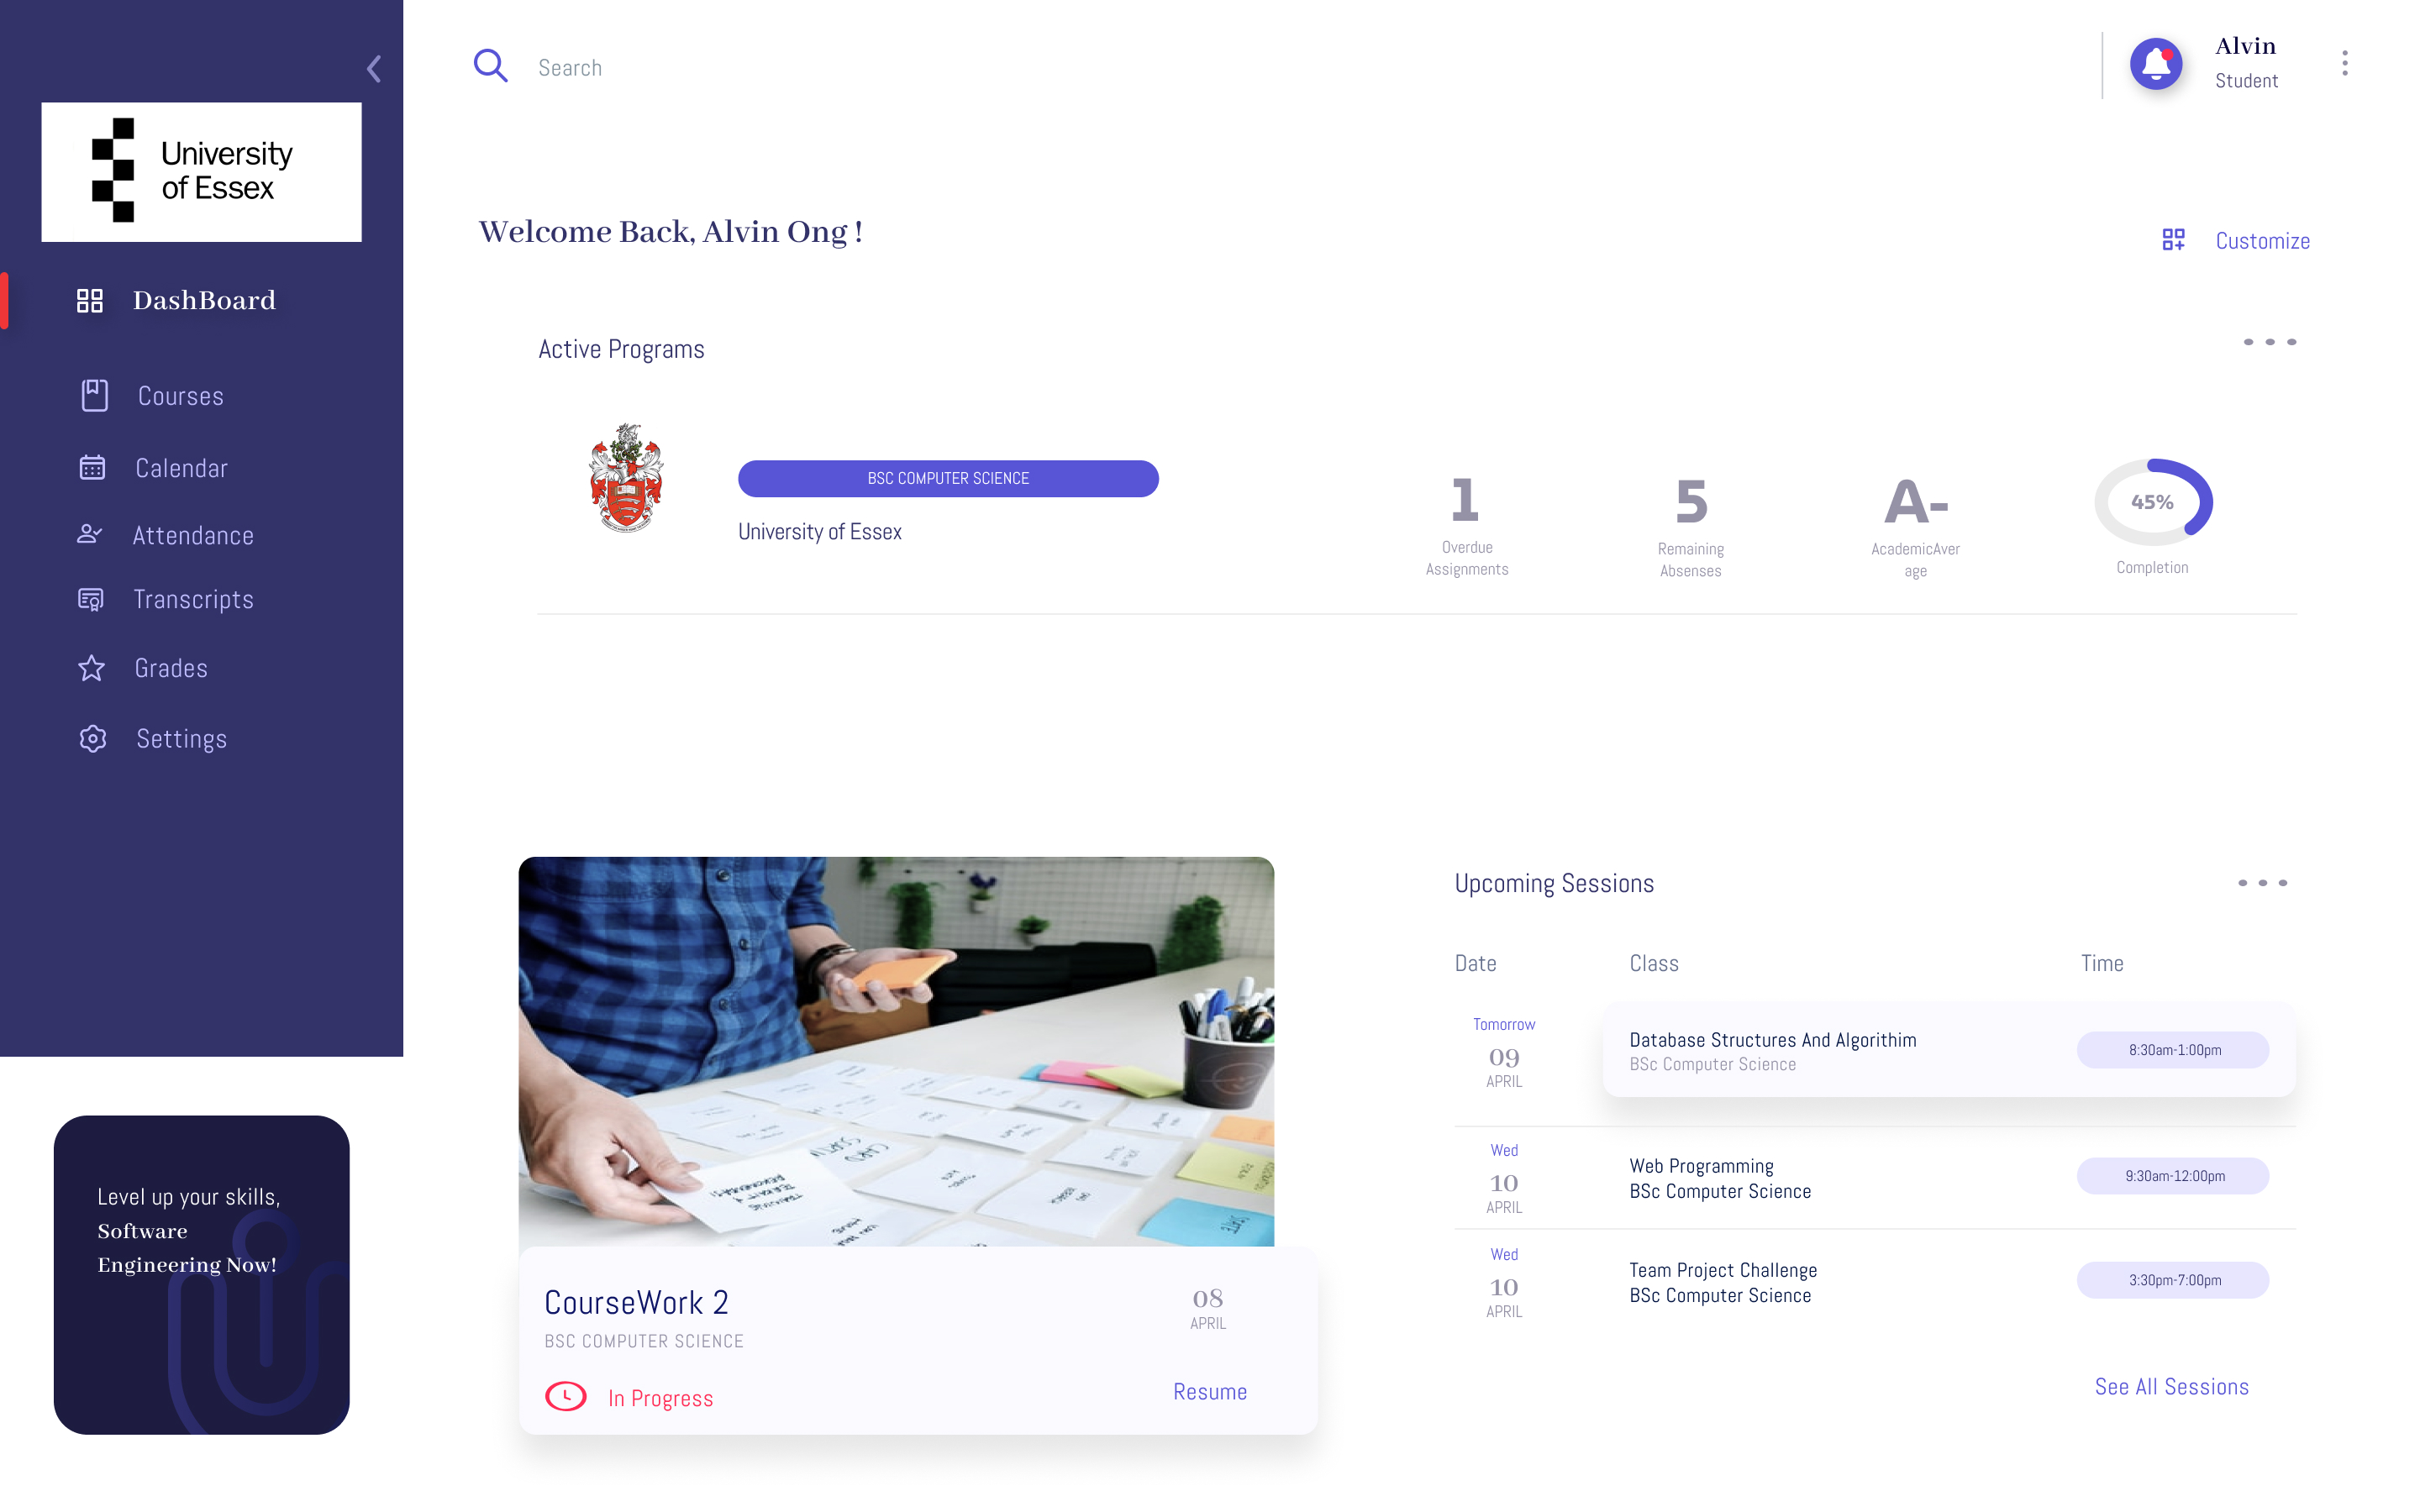 University
of Essex
DashBoard
Courses
Calendar
Attendance
Transcripts
Grades
Settings
Level up your skills,
Software
Engineering Now!
Search
Alvin
Student
Welcome Back, Alvin Ong !
Customize
Active Programs
BSC COMPUTER SCIENCE
University of Essex
1
Overdue
Assignments
5
Remaining
Absenses
A-
AcademicAver
age
45%
Completion
CourseWork 2
BSC COMPUTER SCIENCE
08
APRIL
In Progress
Resume
Upcoming Sessions
Date Class Time
Tomorrow
09
APRIL
Database Structures And Algorithim
BSc Computer Science
8:30am-1:00pm
Wed
10
APRIL
Web Programming
BSc Computer Science
9:30am-12:00pm
Wed
10
APRIL
Team Project Challenge
BSc Computer Science
3:30pm-7:00pm
See All Sessions